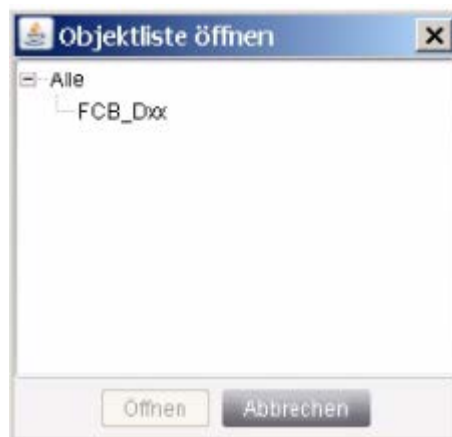 Objektliste öffnen
Alle
FCB_Dxx
Öffnen
Abbrechen